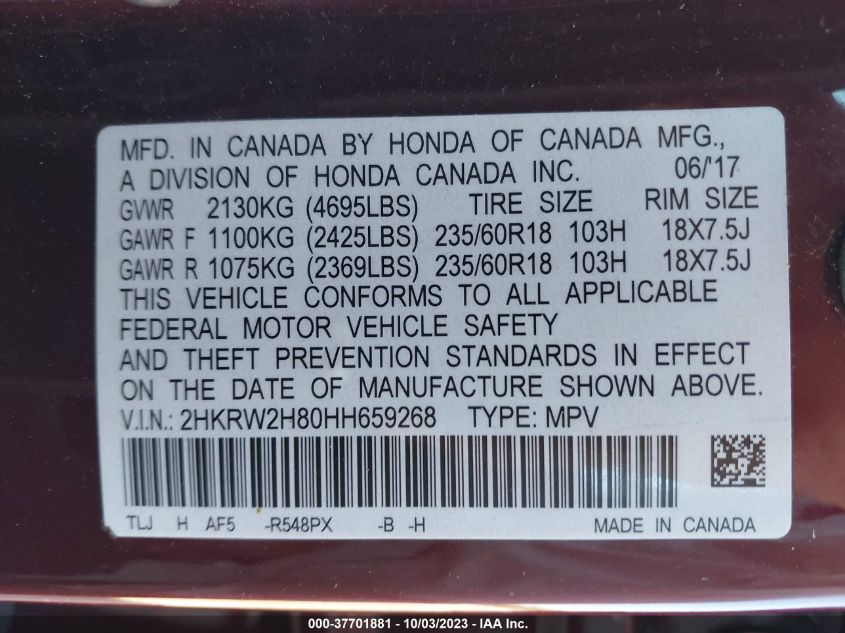 MFD. IN CANADA BY HONDA OF CANADA MFG.,
A DIVISION OF HONDA CANADA INC. 06/'17
GVWR 2130KG (4695LBS) TIRE SIZE RIM SIZE
GAWR F 1100KG (2425LBS) 235/60R18 103H 18X7.5J
GAWR R 1075KG (2369LBS) 235/60R18 103H 18X7.5J
THIS VEHICLE CONFORMS TO ALL APPLICABLE
FEDERAL MOTOR VEHICLE SAFETY
AND THEFT PREVENTION STANDARDS IN EFFECT
ON THE DATE OF MANUFACTURE SHOWN ABOVE.
V.I.N.: 2HKRW2H80HH659268 TYPE: MPV
TLJ H AF5 -R548PX -B -H MADE IN CANADA
000-37701881 - 10/03/2023 - IAA Inc.